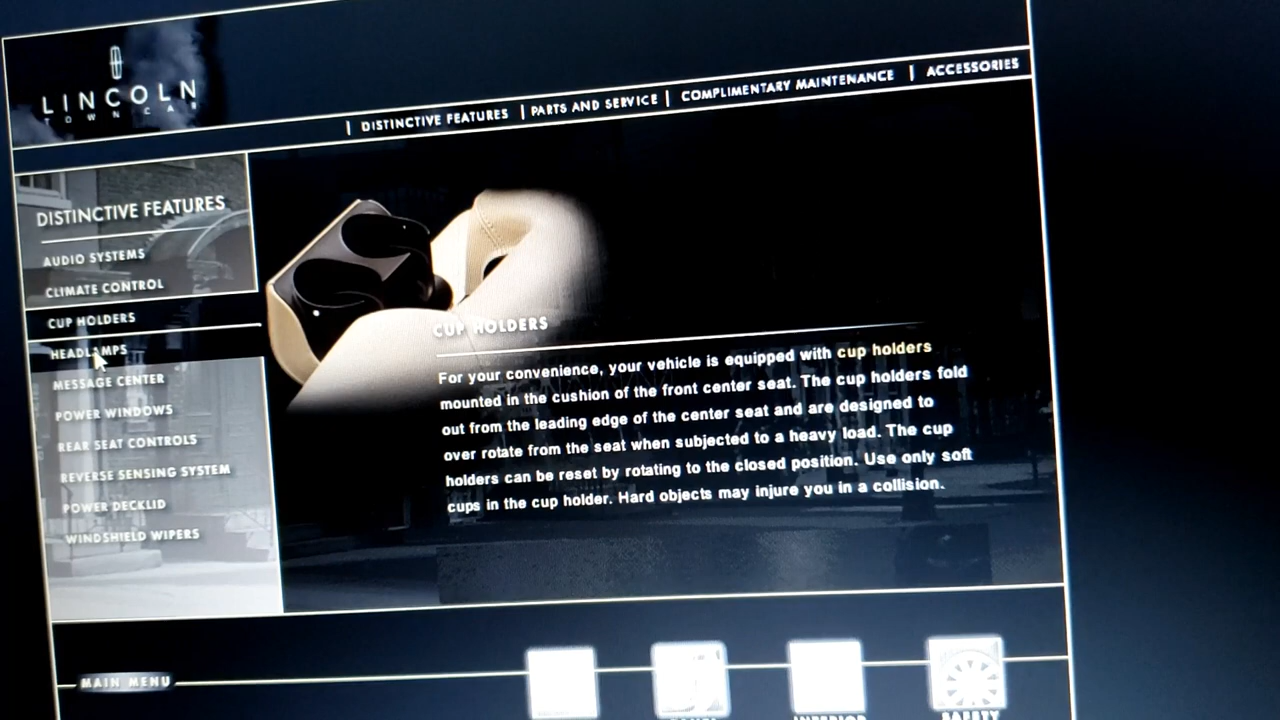 LINCOLN
TOWN CAR
| DISTINCTIVE FEATURES | PARTS AND SERVICE | COMPLIMENTARY MAINTENANCE | ACCESSORIES
DISTINCTIVE FEATURES
AUDIO SYSTEMS
CLIMATE CONTROL
CUP HOLDERS
HEADLAMPS
MESSAGE CENTER
POWER WINDOWS
REAR SEAT CONTROLS
REVERSE SENSING SYSTEM
POWER DECKLID
WINDSHIELD WIPERS
CUP HOLDERS
For your convenience, your vehicle is equipped with cup holders
mounted in the cushion of the front center seat. The cup holders fold
out from the leading edge of the center seat and are designed to
over rotate from the seat when subjected to a heavy load. The cup
holders can be reset by rotating to the closed position. Use only soft
cups in the cup holder. Hard objects may injure you in a collision.
MAIN MENU
INTERIOR
SAFETY